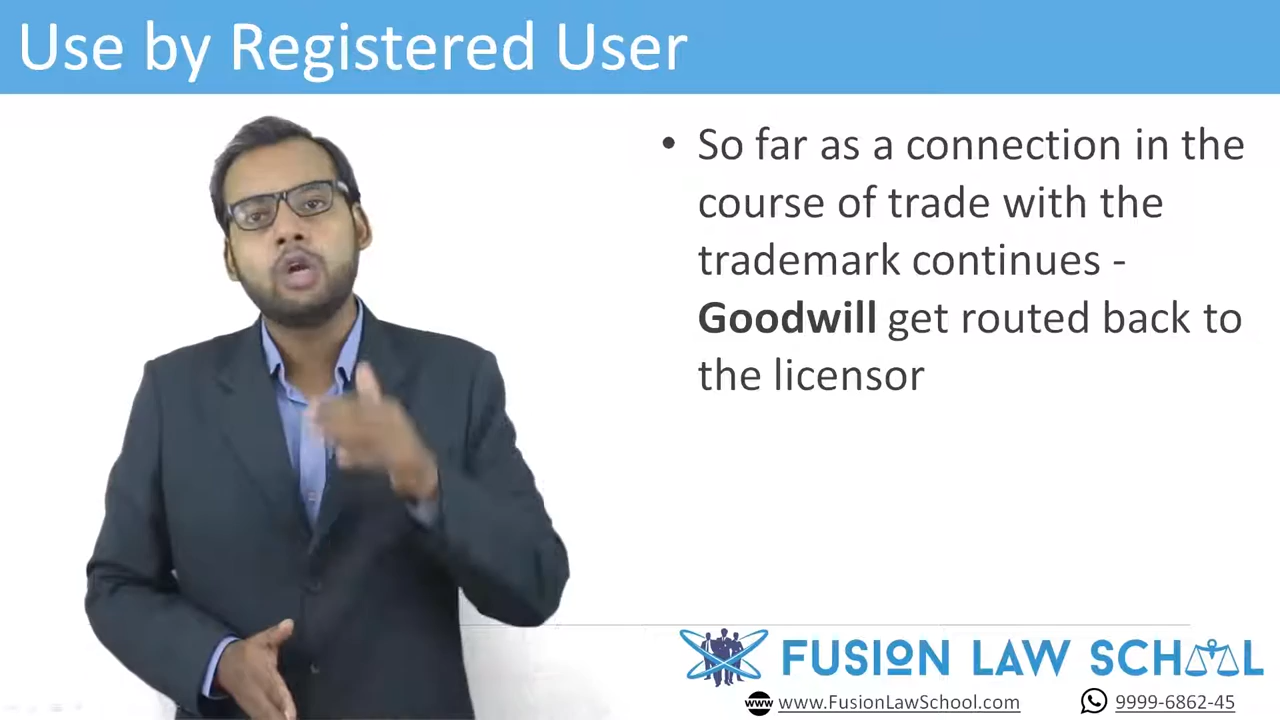 Use by Registered User
• So far as a connection in the
course of trade with the
trademark continues -
Goodwill get routed back to
the licensor
FUSION LAW SCHOOL
www www.FusionLawSchool.com 9999-6862-45